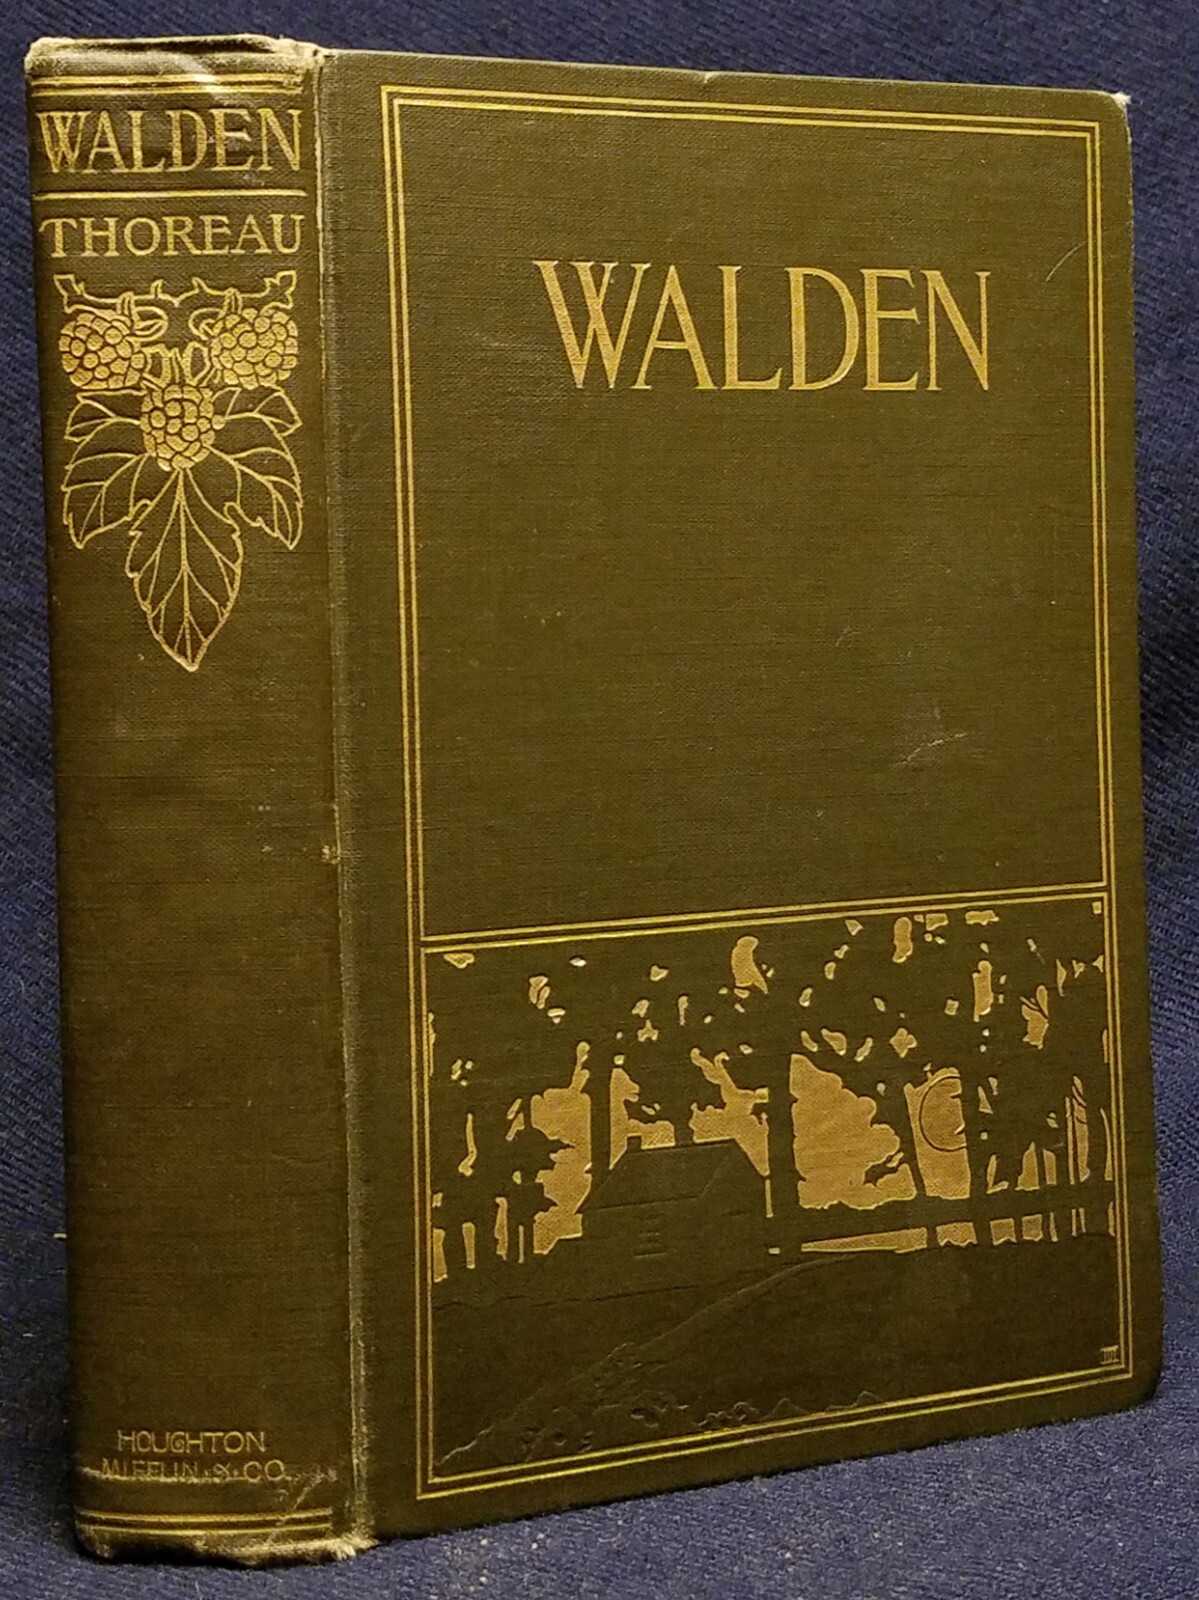 WALDEN
THOREAU
HOUGHTON
MIFFLIN & CO.
WALDEN